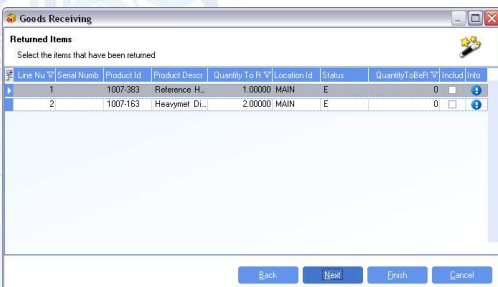 Goods Receiving
Returned Items
Select the items that have been returned
Line Nu Serial Numb Product Id Product Descr Quantity To R Location Id Status QuantityToBeR Includ Info
1 1007-383 Reference H... 1.00000 MAIN E 0
2 1007-163 Heavymet Di... 2.00000 MAIN E 0
Back Next Finish Cancel